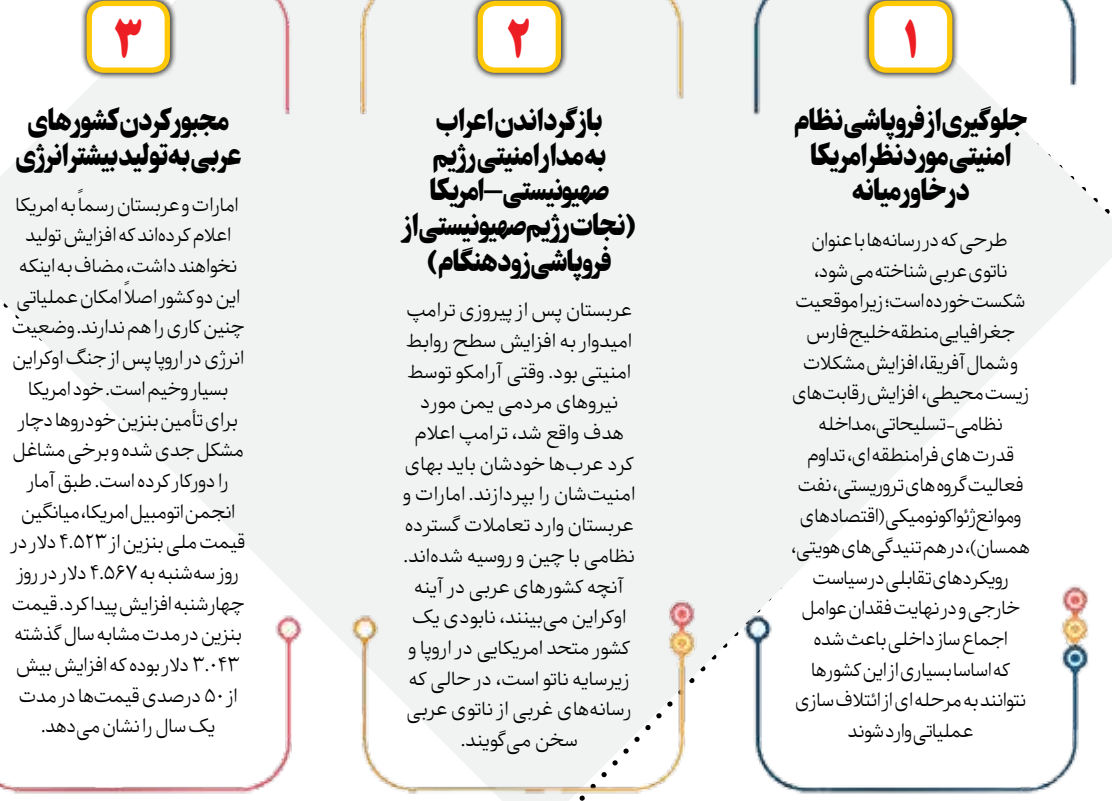 ۱
جلوگیری از فروپاشی نظام
امنیتی مورد نظر امریکا
در خاورمیانه
طرحی که در رسانه‌ها با عنوان
ناتوی عربی شناخته می شود،
شکست خورده است؛ زیرا موقعیت
جغرافیایی منطقه خلیج فارس
و شمال آفریقا، افزایش مشکلات
زیست محیطی، افزایش رقابت‌های
نظامی-تسلیحاتی، مداخله
قدرت های فرامنطقه ای، تداوم
فعالیت گروه های تروریستی، نفت
وموانع ژئواکونومیکی (اقتصادهای
همسان)، در هم تنیدگی های هویتی،
رویکردهای تقابلی در سیاست
خارجی و در نهایت فقدان عوامل
اجماع ساز داخلی باعث شده
که اساسا بسیاری از این کشورها
نتوانند به مرحله ای از ائتلاف سازی
عملیاتی وارد شوند
۲
بازگرداندن اعراب
به مدار امنیتی رژیم
صهیونیستی–امریکا
(نجات رژیم صهیونیستی از
فروپاشی زودهنگام)
عربستان پس از پیروزی ترامپ
امیدوار به افزایش سطح روابط
امنیتی بود. وقتی آرامکو توسط
نیروهای مردمی یمن مورد
هدف واقع شد، ترامپ اعلام
کرد عرب‌ها خودشان باید بهای
امنیت‌شان را بپردازند. امارات و
عربستان وارد تعاملات گسترده
نظامی با چین و روسیه شده‌اند.
آنچه کشورهای عربی در آینه
اوکراین می‌بینند، نابودی یک
کشور متحد امریکایی در اروپا و
زیرسایه ناتو است، در حالی که
رسانه‌های غربی از ناتوی عربی
سخن می‌گویند.
۳
مجبور کردن کشورهای
عربی به تولید بیشتر انرژی
امارات و عربستان رسماً به امریکا
اعلام کرده‌اند که افزایش تولید
نخواهند داشت، مضاف به اینکه
این دو کشور اصلاً امکان عملیاتی
چنین کاری را هم ندارند. وضعیت
انرژی در اروپا پس از جنگ اوکراین
بسیار وخیم است. خود امریکا
برای تأمین بنزین خودروها دچار
مشکل جدی شده و برخی مشاغل
را دورکار کرده است. طبق آمار
انجمن اتومبیل امریکا، میانگین
قیمت ملی بنزین از ۴.۵۲۳ دلار در
روز سه‌شنبه به ۴.۵۶۷ دلار در روز
چهارشنبه افزایش پیدا کرد. قیمت
بنزین در مدت مشابه سال گذشته
۳.۰۴۳ دلار بوده که افزایش بیش
از ۵۰ درصدی قیمت‌ها در مدت
یک سال را نشان می‌دهد.